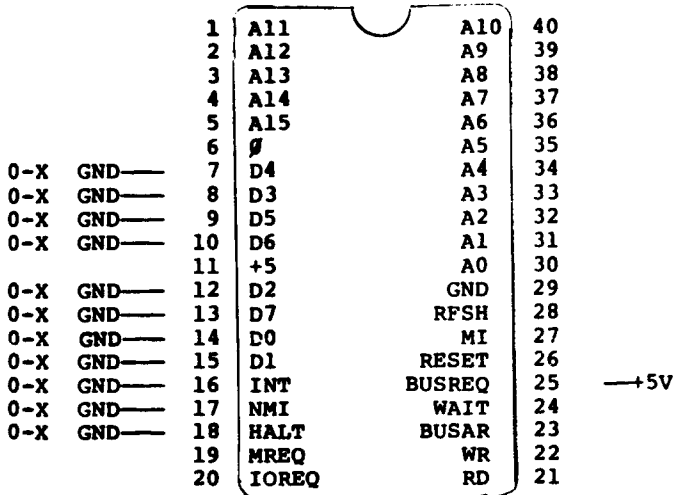 1 A11 A10 40
2 A12 A9 39
3 A13 A8 38
4 A14 A7 37
5 A15 A6 36
6 Ø A5 35
0-X GND 7 D4 A4 34
0-X GND 8 D3 A3 33
0-X GND 9 D5 A2 32
0-X GND 10 D6 A1 31
11 +5 A0 30
0-X GND 12 D2 GND 29
0-X GND 13 D7 RFSH 28
0-X GND 14 D0 MI 27
0-X GND 15 D1 RESET 26
0-X GND 16 INT BUSREQ 25 +5V
0-X GND 17 NMI WAIT 24
0-X GND 18 HALT BUSAR 23
19 MREQ WR 22
20 IOREQ RD 21